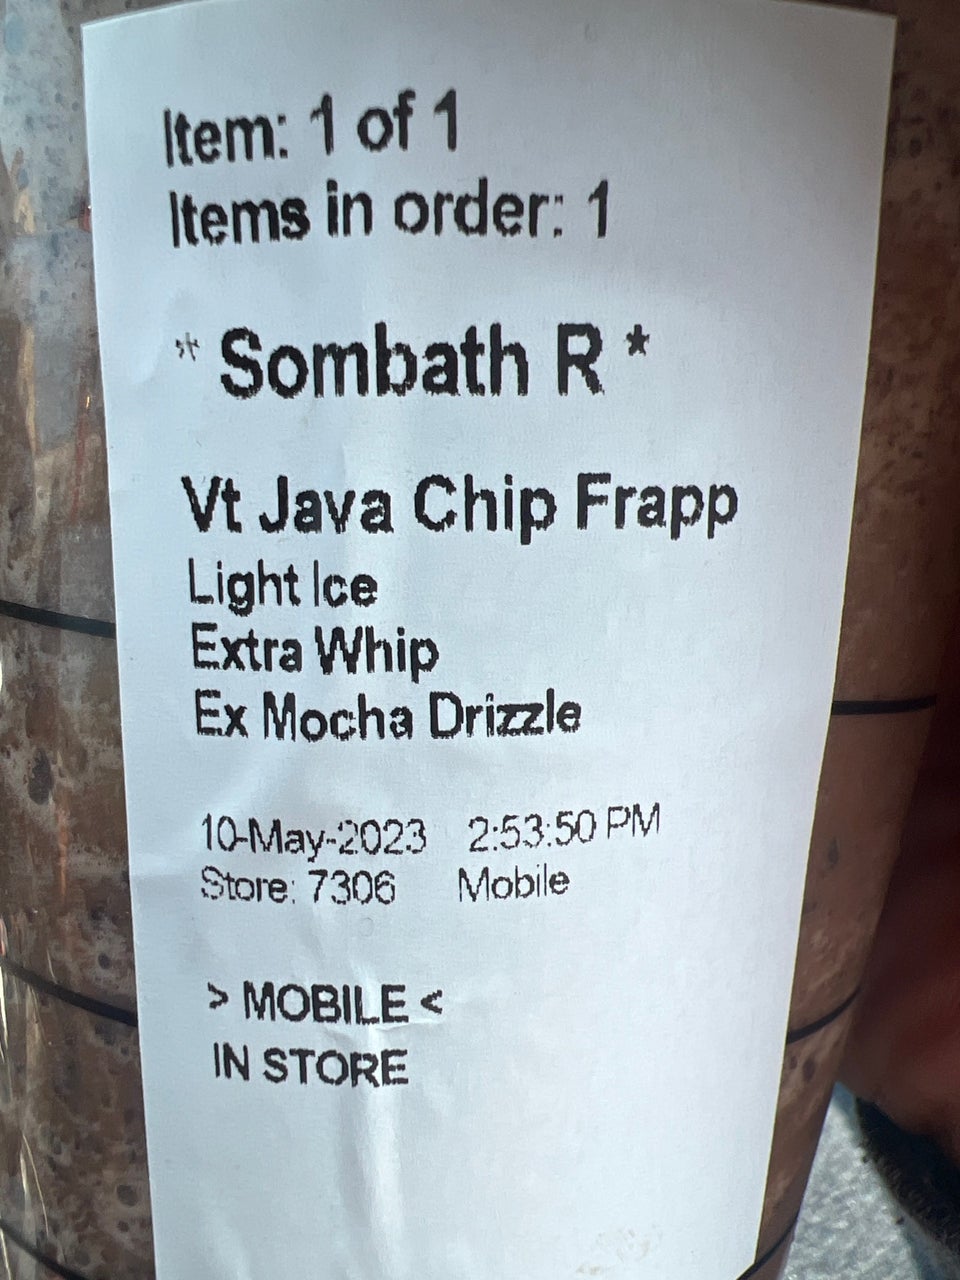 Item: 1 of 1
Items in order: 1
* Sombath R *
Vt Java Chip Frapp
Light Ice
Extra Whip
Ex Mocha Drizzle
10-May-2023 2:53:50 PM
Store: 7306 Mobile
> MOBILE <
IN STORE